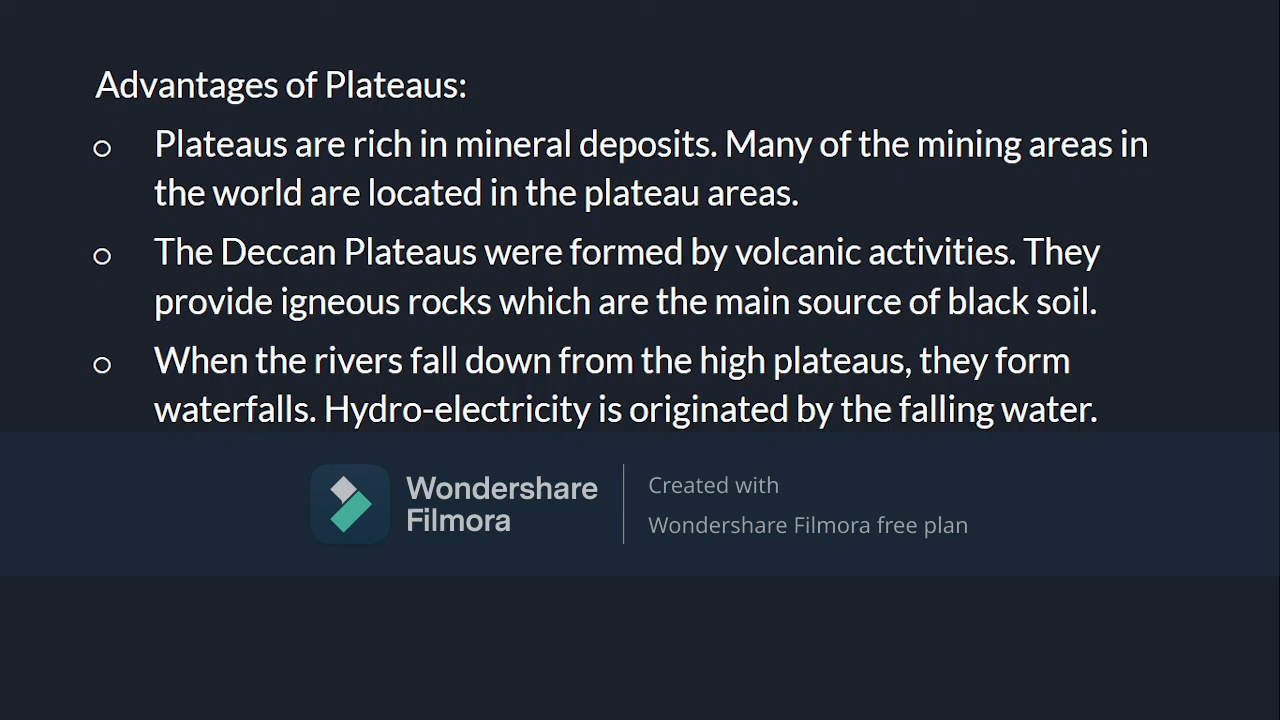 Advantages of Plateaus:
○ Plateaus are rich in mineral deposits. Many of the mining areas in
the world are located in the plateau areas.
○ The Deccan Plateaus were formed by volcanic activities. They
provide igneous rocks which are the main source of black soil.
○ When the rivers fall down from the high plateaus, they form
waterfalls. Hydro-electricity is originated by the falling water.
Wondershare
Filmora
Created with
Wondershare Filmora free plan